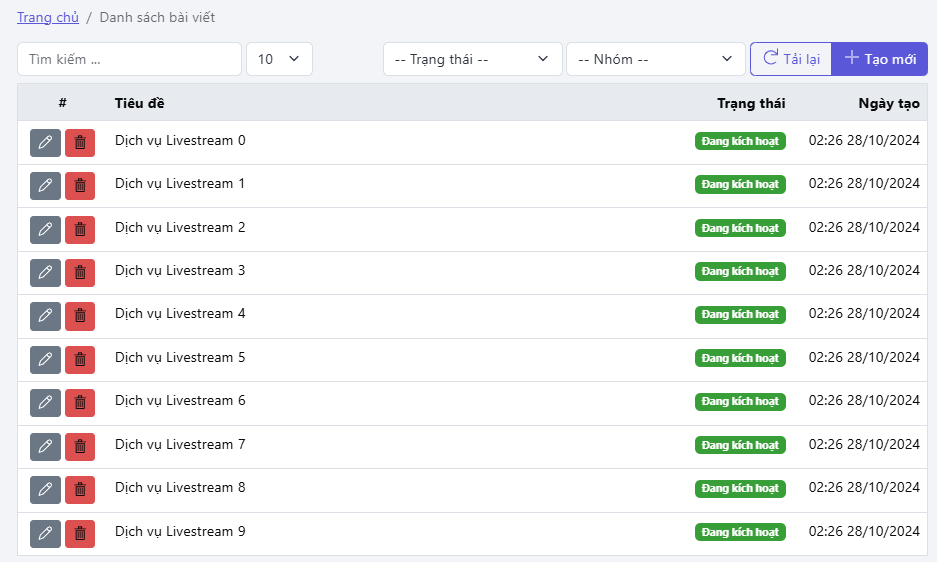 Trang chủ / Danh sách bài viết
Tìm kiếm ... 10 -- Trạng thái -- -- Nhóm -- Tải lại Tạo mới
# Tiêu đề Trạng thái Ngày tạo
Dịch vụ Livestream 0 Đang kích hoạt 02:26 28/10/2024
Dịch vụ Livestream 1 Đang kích hoạt 02:26 28/10/2024
Dịch vụ Livestream 2 Đang kích hoạt 02:26 28/10/2024
Dịch vụ Livestream 3 Đang kích hoạt 02:26 28/10/2024
Dịch vụ Livestream 4 Đang kích hoạt 02:26 28/10/2024
Dịch vụ Livestream 5 Đang kích hoạt 02:26 28/10/2024
Dịch vụ Livestream 6 Đang kích hoạt 02:26 28/10/2024
Dịch vụ Livestream 7 Đang kích hoạt 02:26 28/10/2024
Dịch vụ Livestream 8 Đang kích hoạt 02:26 28/10/2024
Dịch vụ Livestream 9 Đang kích hoạt 02:26 28/10/2024